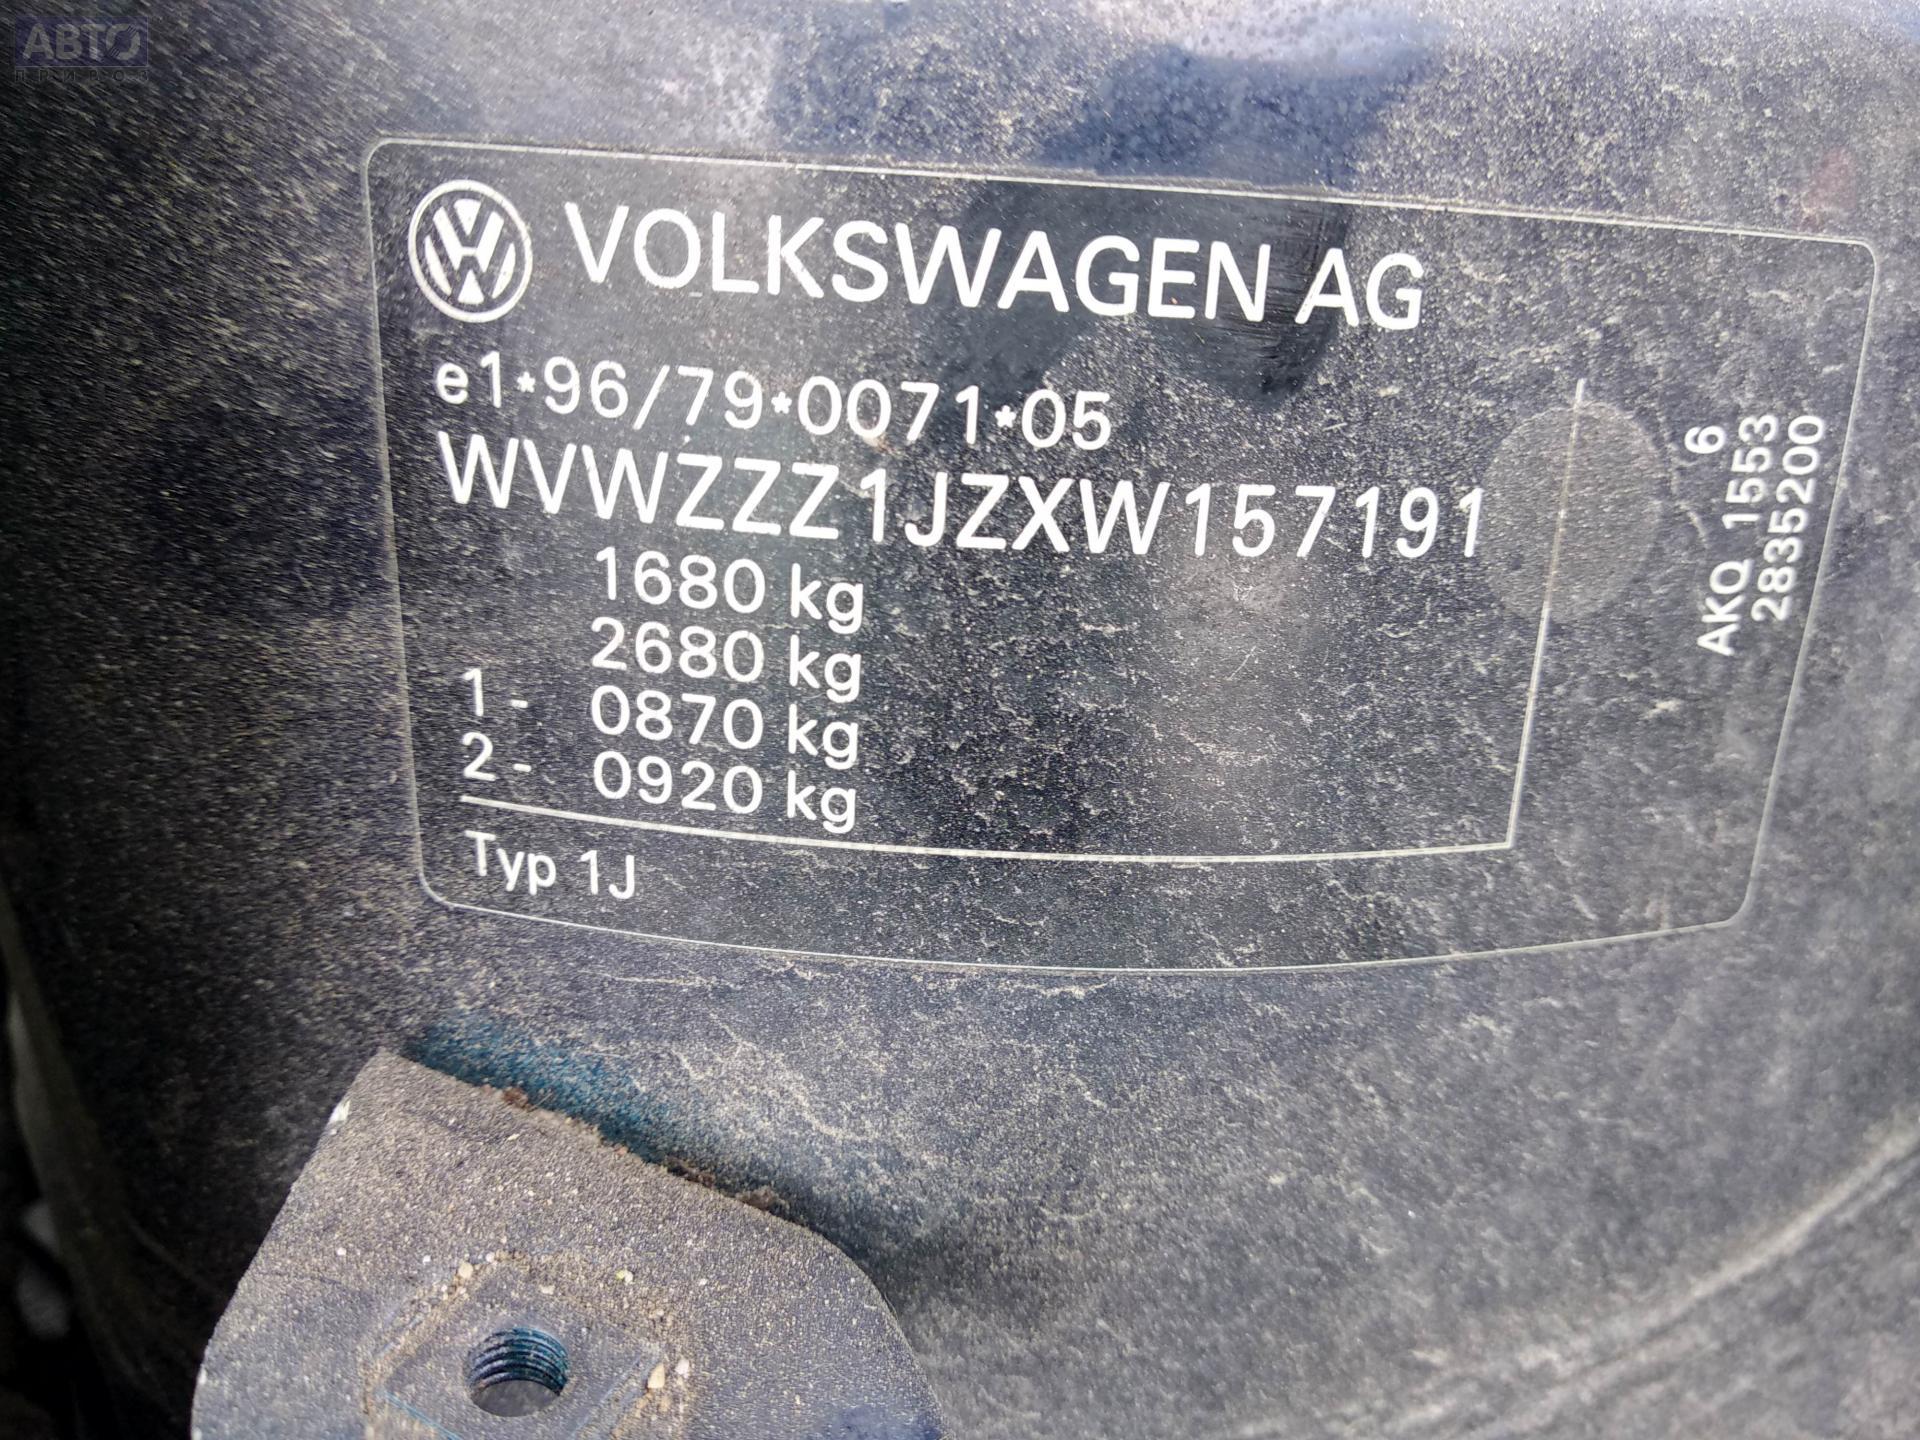 АВТО
ПРИВОЗ
VOLKSWAGEN AG
e1*96/79*0071*05
WVWZZZ1JZXW157191
1680 kg
2680 kg
1 - 0870 kg
2 - 0920 kg
Typ 1J
6
AKQ 1553
2835200